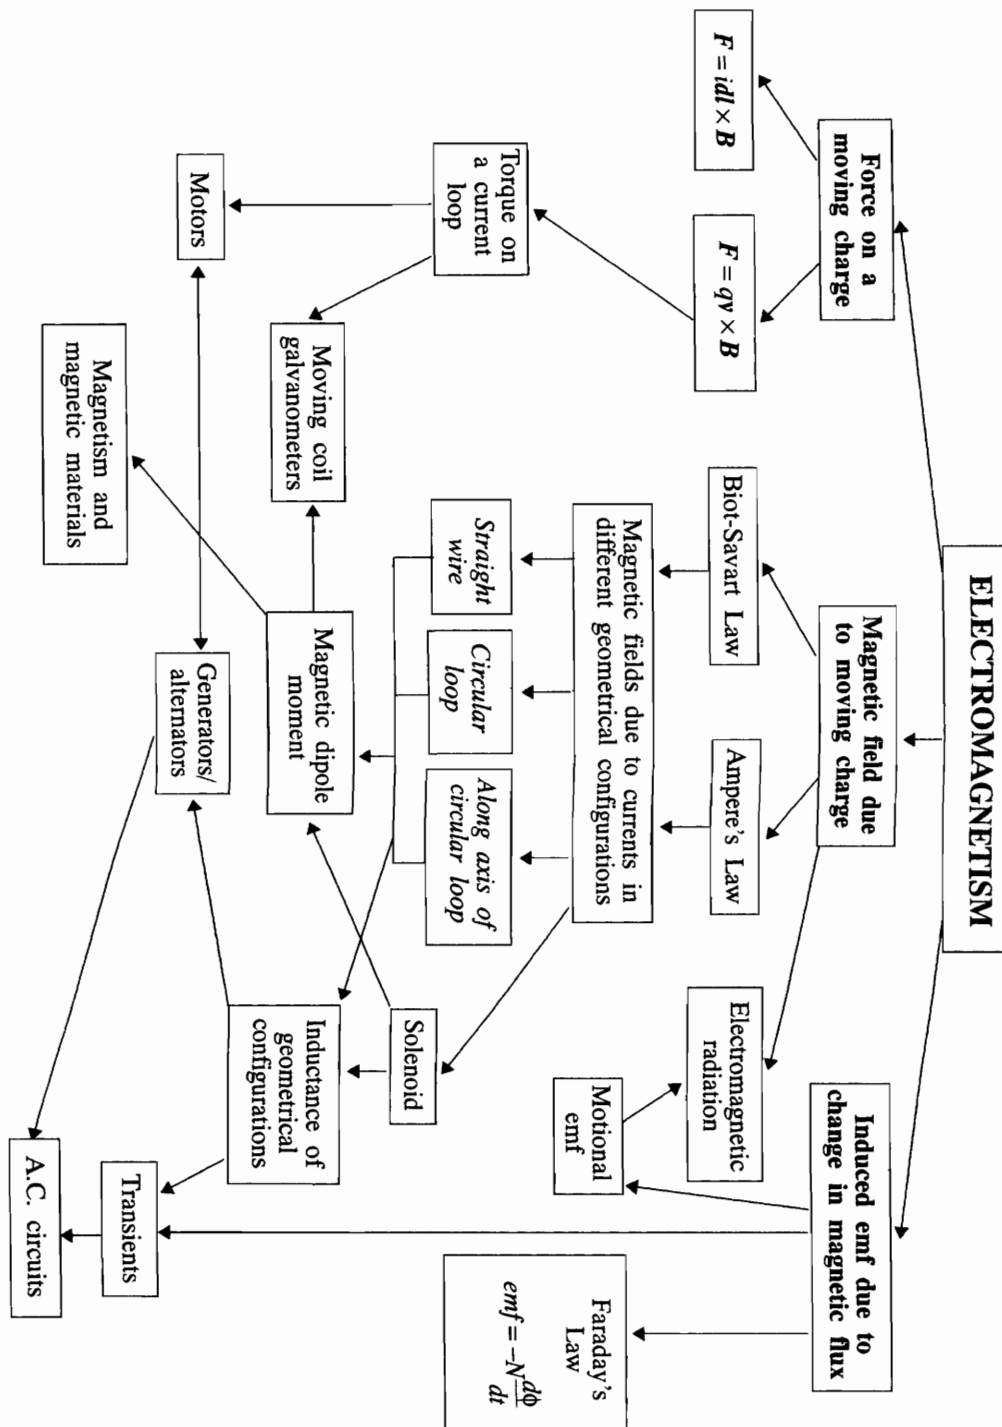 ELECTROMAGNETISM
Force on a
moving charge
Magnetic field due
to moving charge
Induced emf due to
change in magnetic flux
F = idl × B
F = qv × B
Biot-Savart Law
Ampere's Law
Electromagnetic
radiation
Motional
emf
Faraday's
Law
emf = -N dϕ/dt
Magnetic fields due to currents in
different geometrical configurations
Torque on
a current
loop
Straight
wire
Circular
loop
Along axis of
circular loop
Solenoid
Moving coil
galvanometers
Magnetic dipole
moment
Inductance of
geometrical
configurations
Motors
Generators/
alternators
Transients
Magnetism and
magnetic materials
A.C. circuits